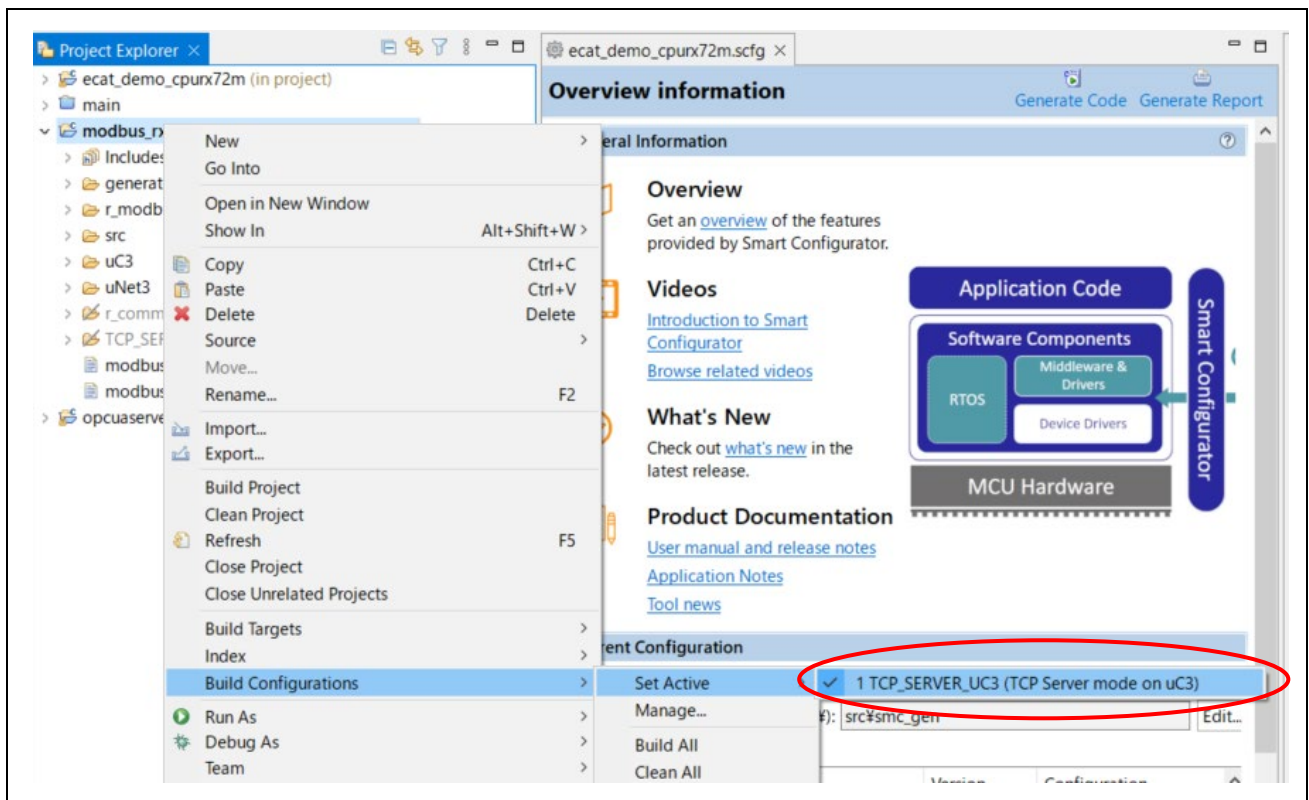 Project Explorer ×
ecat_demo_cpurx72m (in project)
main
modbus_rx
Includes
generat
r_modb
src
uC3
uNet3
r_comm
TCP_SEF
modbus
modbus
opcuaserve
New >
Go Into
Open in New Window
Show In Alt+Shift+W >
Copy Ctrl+C
Paste Ctrl+V
Delete Delete
Source >
Move...
Rename... F2
Import...
Export...
Build Project
Clean Project
Refresh F5
Close Project
Close Unrelated Projects
Build Targets >
Index >
Build Configurations >
Run As >
Debug As >
Team >
Set Active
Manage...
Build All
Clean All
1 TCP_SERVER_UC3 (TCP Server mode on uC3)
ecat_demo_cpurx72m.scfg ×
Overview information
Generate Code Generate Report
eral Information
Overview
Get an overview of the features
provided by Smart Configurator.
Videos
Introduction to Smart
Configurator
Browse related videos
What's New
Check out what's new in the
latest release.
Product Documentation
User manual and release notes
Application Notes
Tool news
Application Code
Software Components
RTOS
Middleware &
Drivers
Device Drivers
MCU Hardware
Smart Configurator
rent Configuration
¥): src¥smc_gen Edit...